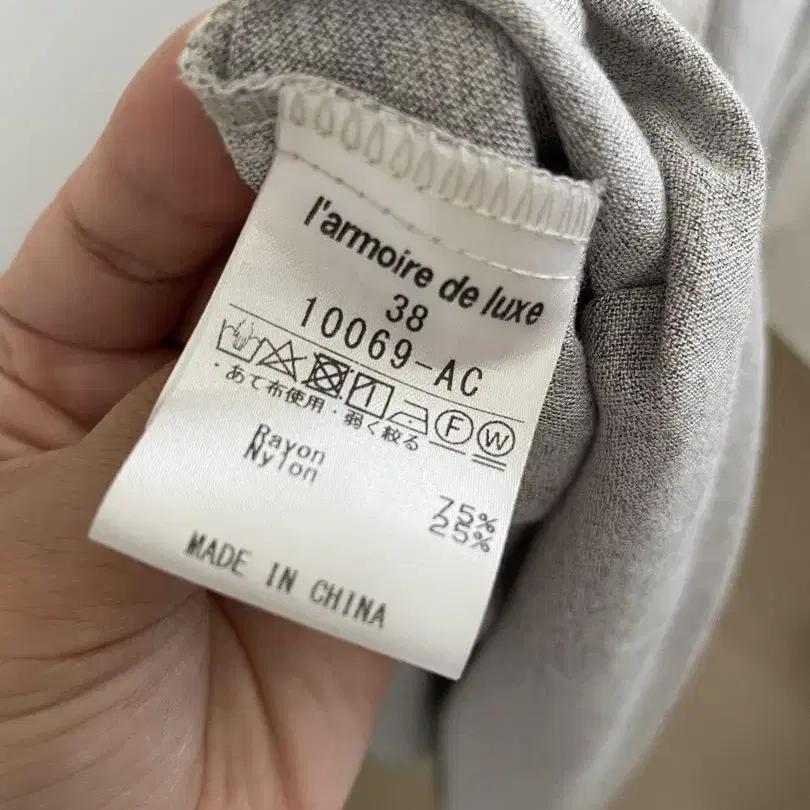 l'armoire de luxe
38
10069-AC
F W
・あて布使用・弱く絞る
Rayon 75%
Nylon 25%
MADE IN CHINA